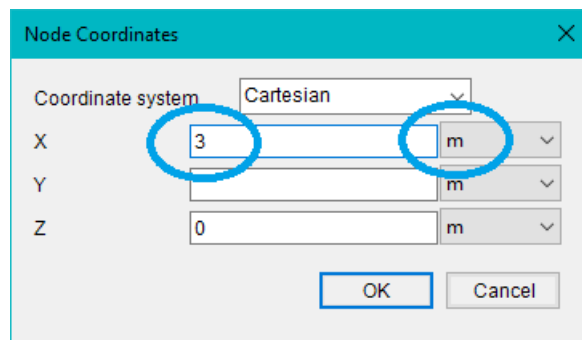 Node Coordinates
Coordinate system Cartesian
X 3 m
Y m
Z 0 m
OK Cancel